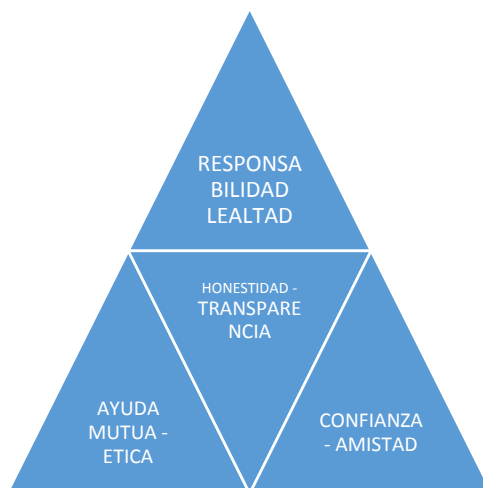 RESPONSA
BILIDAD
LEALTAD
HONESTIDAD -
TRANSPARE
NCIA
AYUDA
MUTUA -
ETICA
CONFIANZA
- AMISTAD